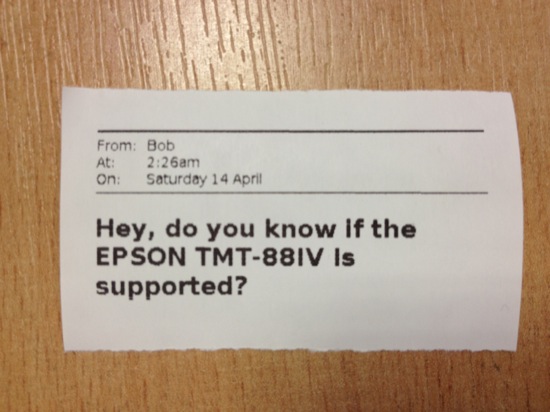 From: Bob
At: 2:26am
On: Saturday 14 April
Hey, do you know if the
EPSON TMT-88IV is
supported?